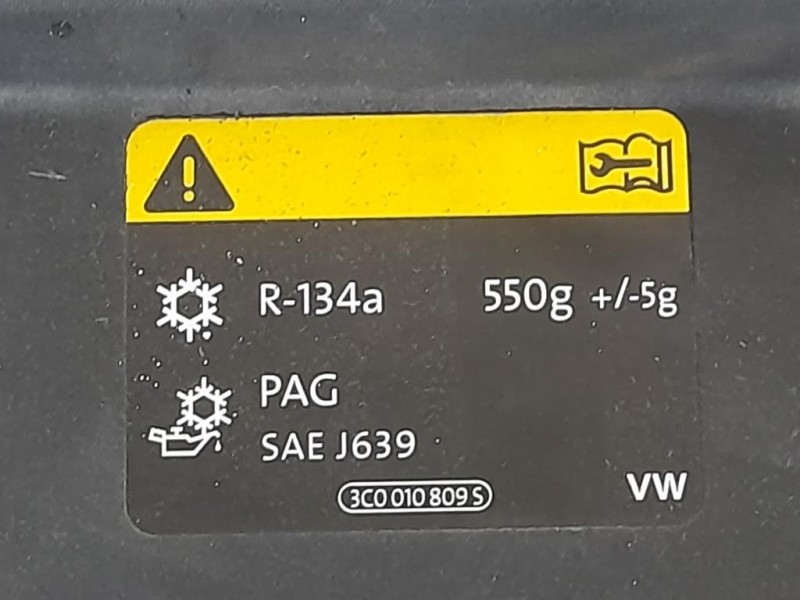 R-134a 550g +/-5g
PAG
SAE J639
3C0 010 809 S
VW